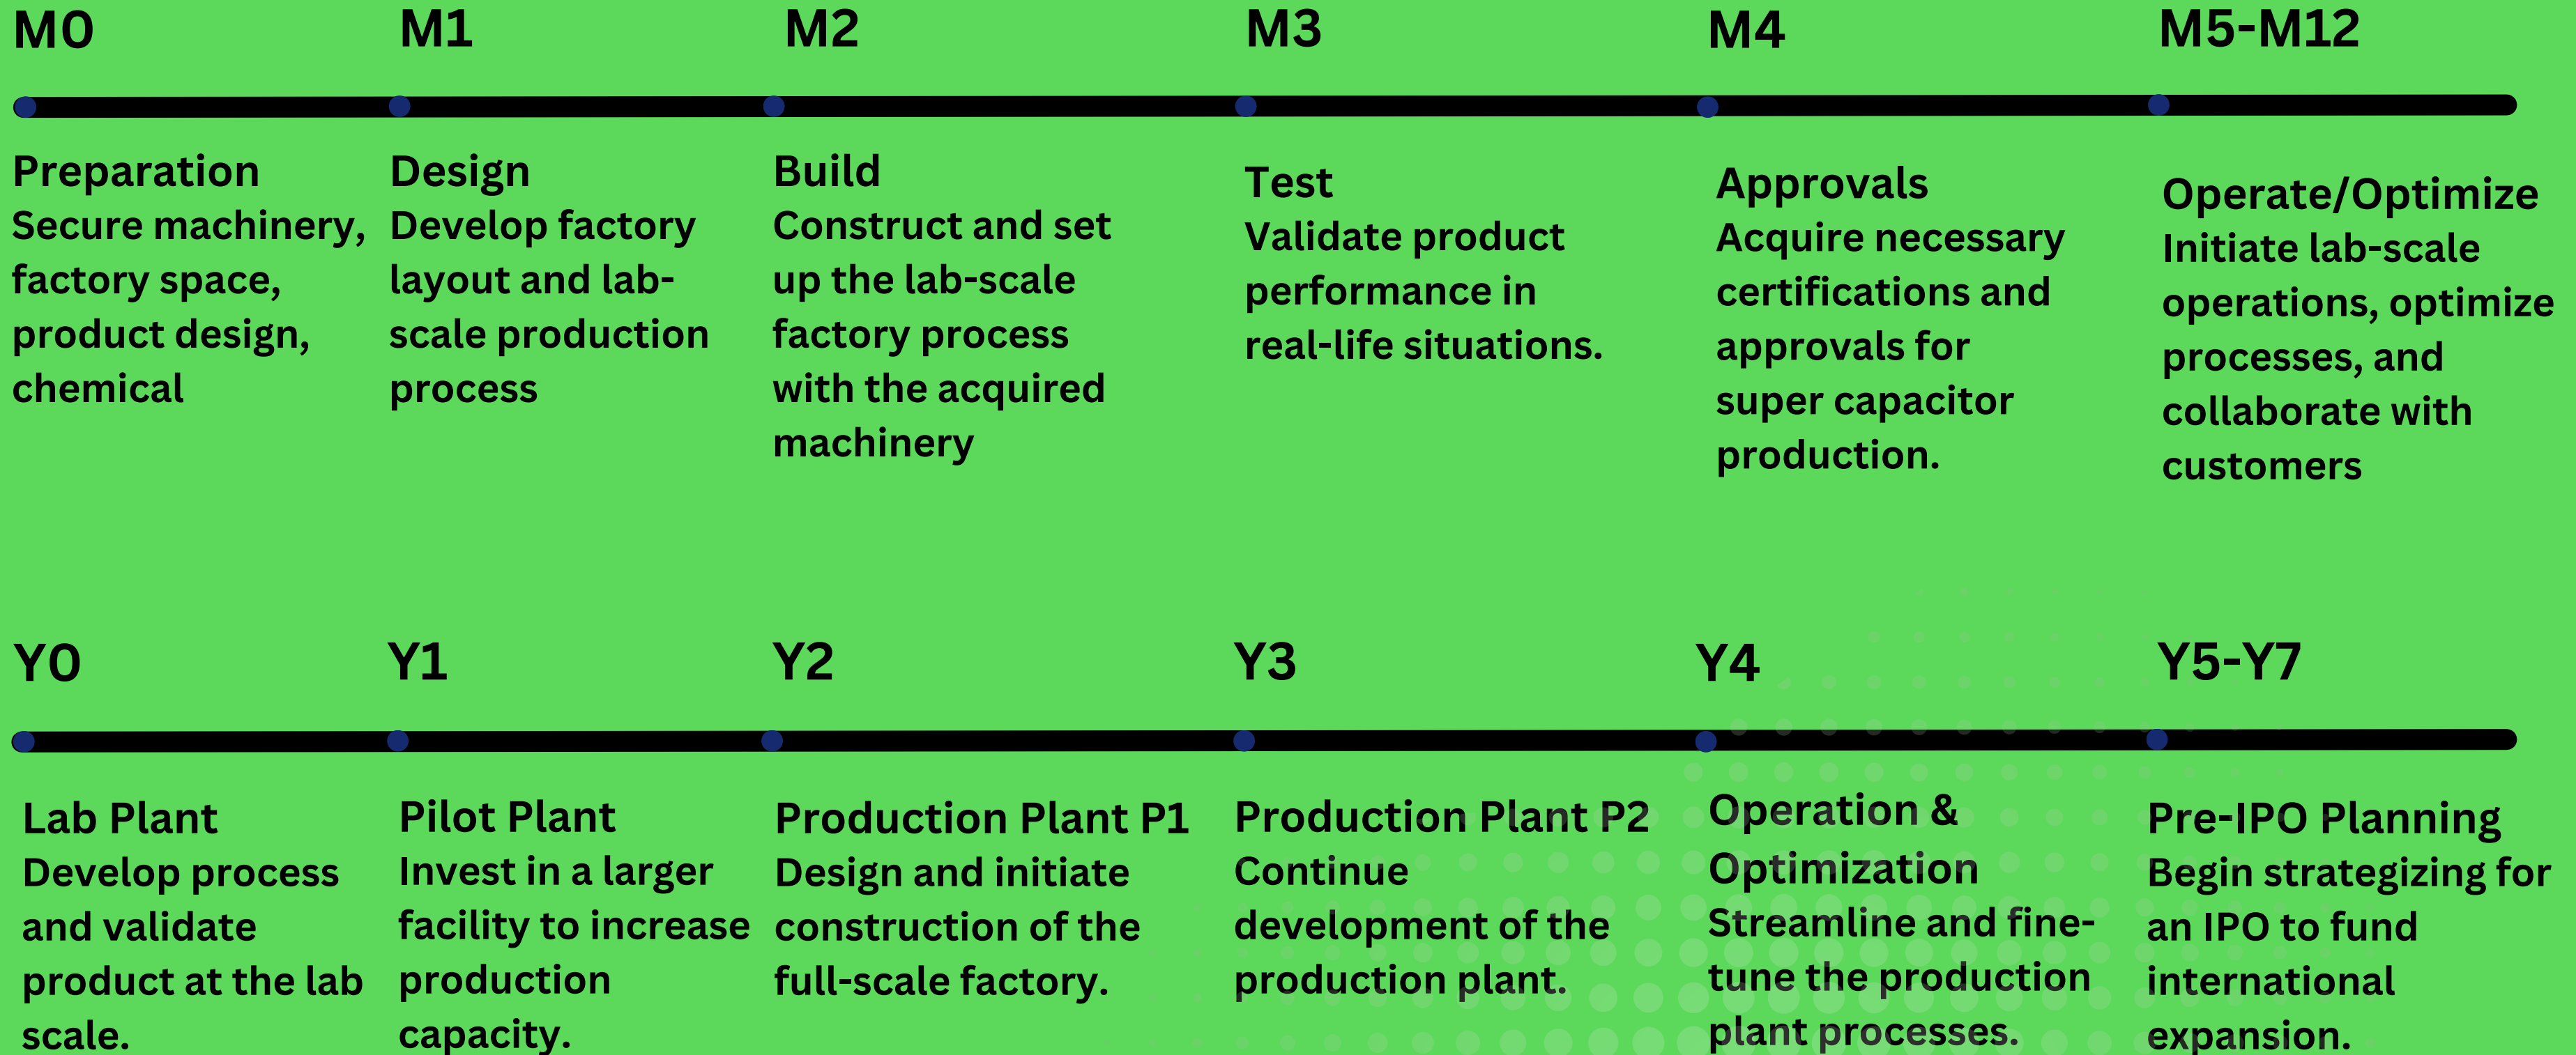 M0
Preparation
Secure machinery,
factory space,
product design,
chemical
M1
Design
Develop factory
layout and lab-
scale production
process
M2
Build
Construct and set
up the lab-scale
factory process
with the acquired
machinery
M3
Test
Validate product
performance in
real-life situations.
M4
Approvals
Acquire necessary
certifications and
approvals for
super capacitor
production.
M5-M12
Operate/Optimize
Initiate lab-scale
operations, optimize
processes, and
collaborate with
customers
Y0
Lab Plant
Develop process
and validate
product at the lab
scale.
Y1
Pilot Plant
Invest in a larger
facility to increase
production
capacity.
Y2
Production Plant P1
Design and initiate
construction of the
full-scale factory.
Y3
Production Plant P2
Continue
development of the
production plant.
Y4
Operation &
Optimization
Streamline and fine-
tune the production
plant processes.
Y5-Y7
Pre-IPO Planning
Begin strategizing for
an IPO to fund
international
expansion.